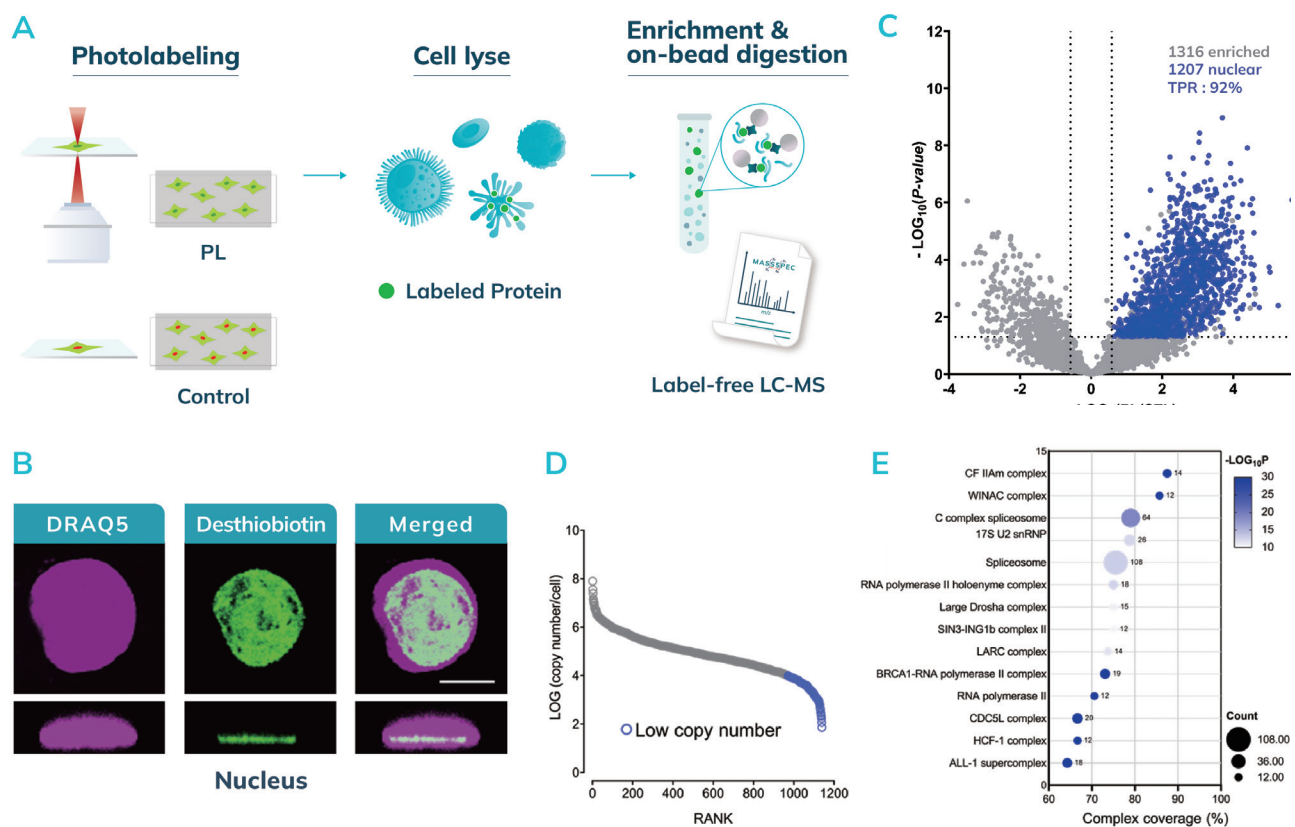 A
Photolabeling
Cell lyse
Enrichment &
on-bead digestion
PL
Control
Labeled Protein
MASSSPEC
m/z
Label-free LC-MS
C
12
10
8
6
4
2
0
-4
-2
0
2
4
- LOG10(P-value)
1316 enriched
1207 nuclear
TPR : 92%
B
DRAQ5
Desthiobiotin
Merged
Nucleus
D
10
8
6
4
2
0
0
200
400
600
800
1000
1200
LOG (copy number/cell)
Low copy number
RANK
E
15
CF IIAm complex
14
WINAC complex
12
C complex spliceosome
64
17S U2 snRNP
26
Spliceosome
108
RNA polymerase II holoenyme complex
18
Large Drosha complex
15
SIN3-ING1b complex II
12
LARC complex
14
BRCA1-RNA polymerase II complex
19
RNA polymerase II
12
CDC5L complex
20
HCF-1 complex
12
ALL-1 supercomplex
18
0
60
70
80
90
100
Complex coverage (%)
-LOG10P
30
25
20
15
10
Count
108.00
36.00
12.00